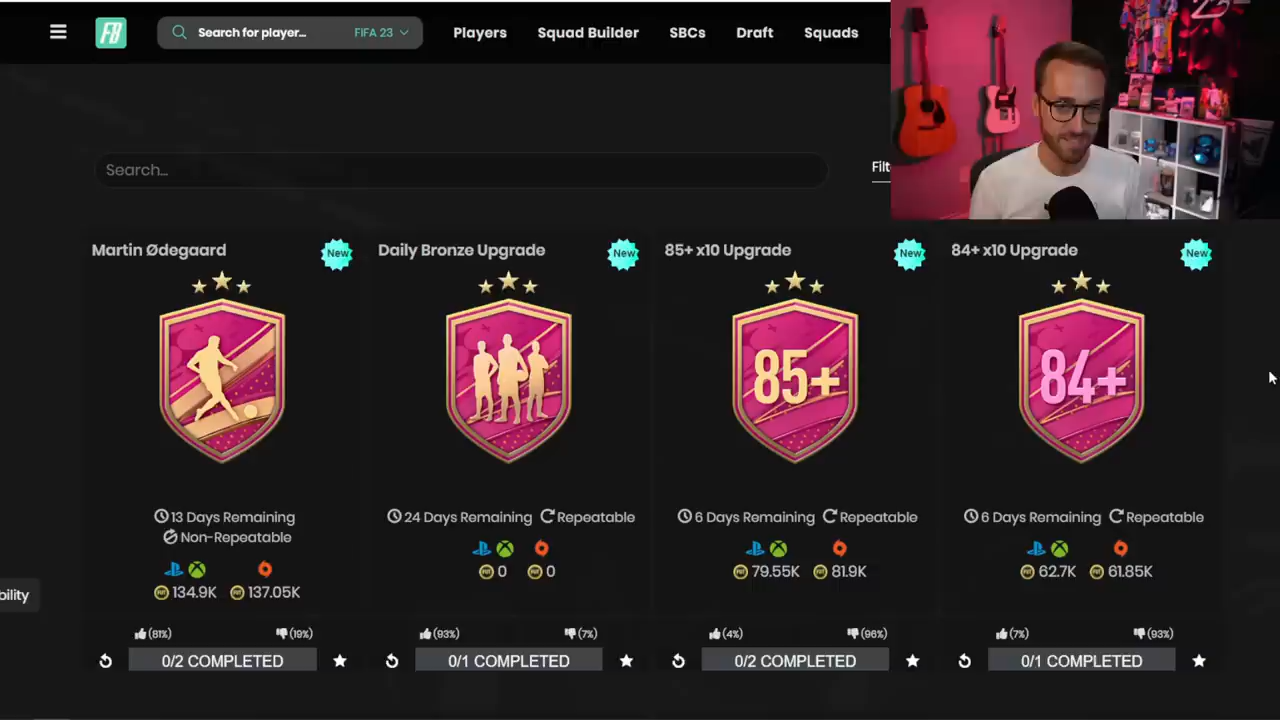 FB
Search for player...
FIFA 23
Players
Squad Builder
SBCs
Draft
Squads
Search...
Filte
Martin Ødegaard
New
Daily Bronze Upgrade
New
85+ x10 Upgrade
New
84+ x10 Upgrade
New
85+
84+
13 Days Remaining
Non-Repeatable
24 Days Remaining
Repeatable
6 Days Remaining
Repeatable
6 Days Remaining
Repeatable
134.9K
137.05K
0
0
79.55K
81.9K
62.7K
61.85K
bility
(81%)
(19%)
(93%)
(7%)
(4%)
(96%)
(7%)
(93%)
0/2 COMPLETED
0/1 COMPLETED
0/2 COMPLETED
0/1 COMPLETED